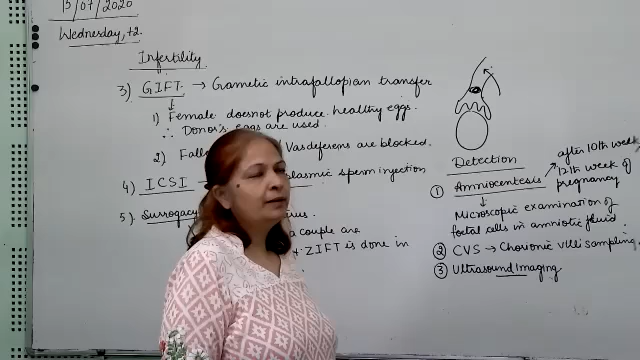 15/07/2020
Wednesday, +2.
Infertility
3) GIFT → Gametic intrafallopian transfer
1) Female doesnot produce healthy eggs.
∴ Donor's eggs are used.
2) Fall Vasdeferens are blocked.
4) ICSI plasmic sperm injection
5) Surrogacy
a couple are
ZIFT is done in
Detection
after 10th week
① Amniocentesis 12th week of
pregnancy
Microscopic examination of
foetal cells in amniotic fluid
② CVS → Chorionic villi sampling
③ Ultrasound Imaging